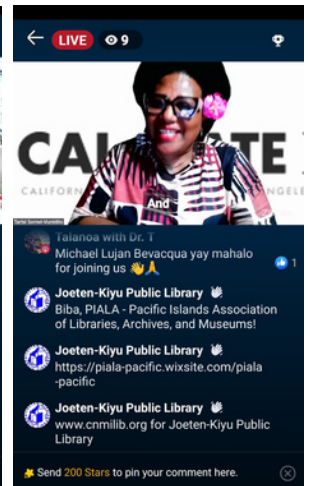 LIVE 9
CAL TATE
CALIFORN ANGELE
And
Talanoa with Dr. T
Michael Lujan Bevacqua yay mahalo
for joining us 👋🙏
1
Joeten-Kiyu Public Library
Biba, PIALA - Pacific Islands Association
of Libraries, Archives, and Museums!
Joeten-Kiyu Public Library
https://piala-pacific.wixsite.com/piala
-pacific
Joeten-Kiyu Public Library
www.cnmilib.org for Joeten-Kiyu Public
Library
Send 200 Stars to pin your comment here.